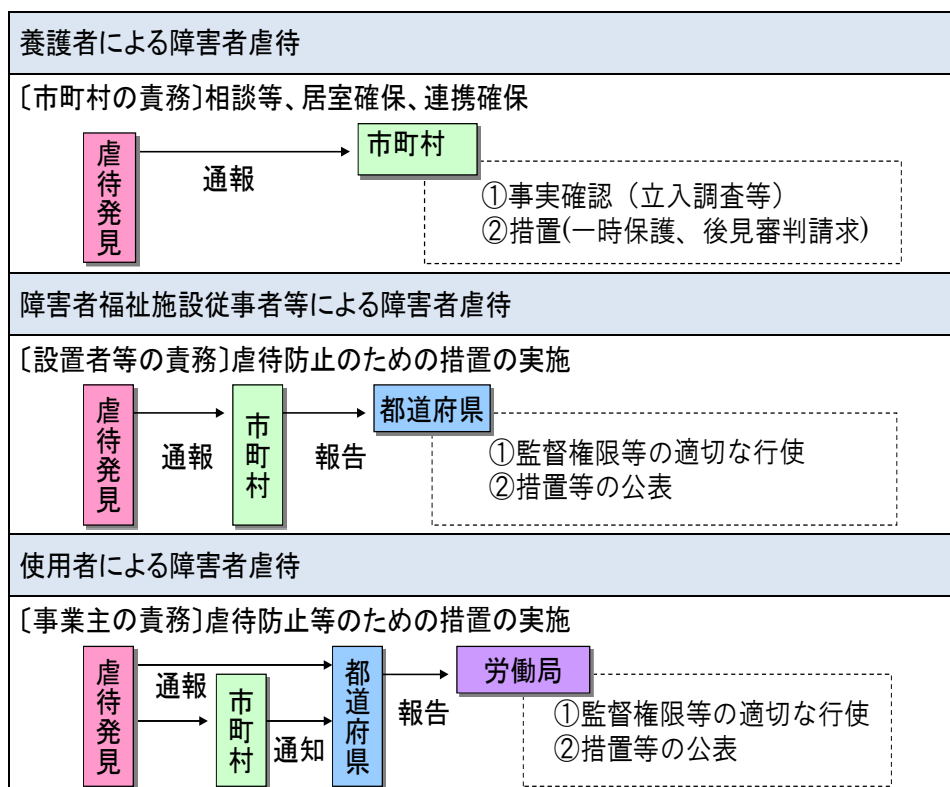 養護者による障害者虐待
〔市町村の責務〕相談等、居室確保、連携確保
虐待発見
通報
市町村
①事実確認（立入調査等）
②措置(一時保護、後見審判請求)
障害者福祉施設従事者等による障害者虐待
〔設置者等の責務〕虐待防止のための措置の実施
虐待発見
通報
市町村
報告
都道府県
①監督権限等の適切な行使
②措置等の公表
使用者による障害者虐待
〔事業主の責務〕虐待防止等のための措置の実施
虐待発見
通報
市町村
通知
都道府県
報告
労働局
①監督権限等の適切な行使
②措置等の公表